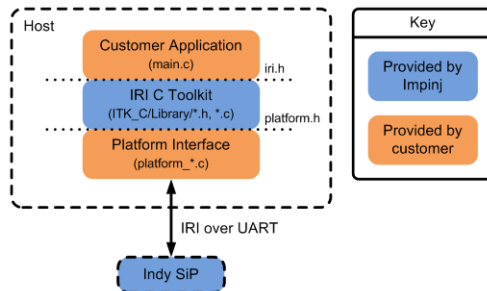 Host
Customer Application
(main.c)
iri.h
IRI C Toolkit
(ITK_C/Library/*.h, *.c)
platform.h
Platform Interface
(platform_*.c)
IRI over UART
Indy SiP
Key
Provided by
Impinj
Provided by
customer